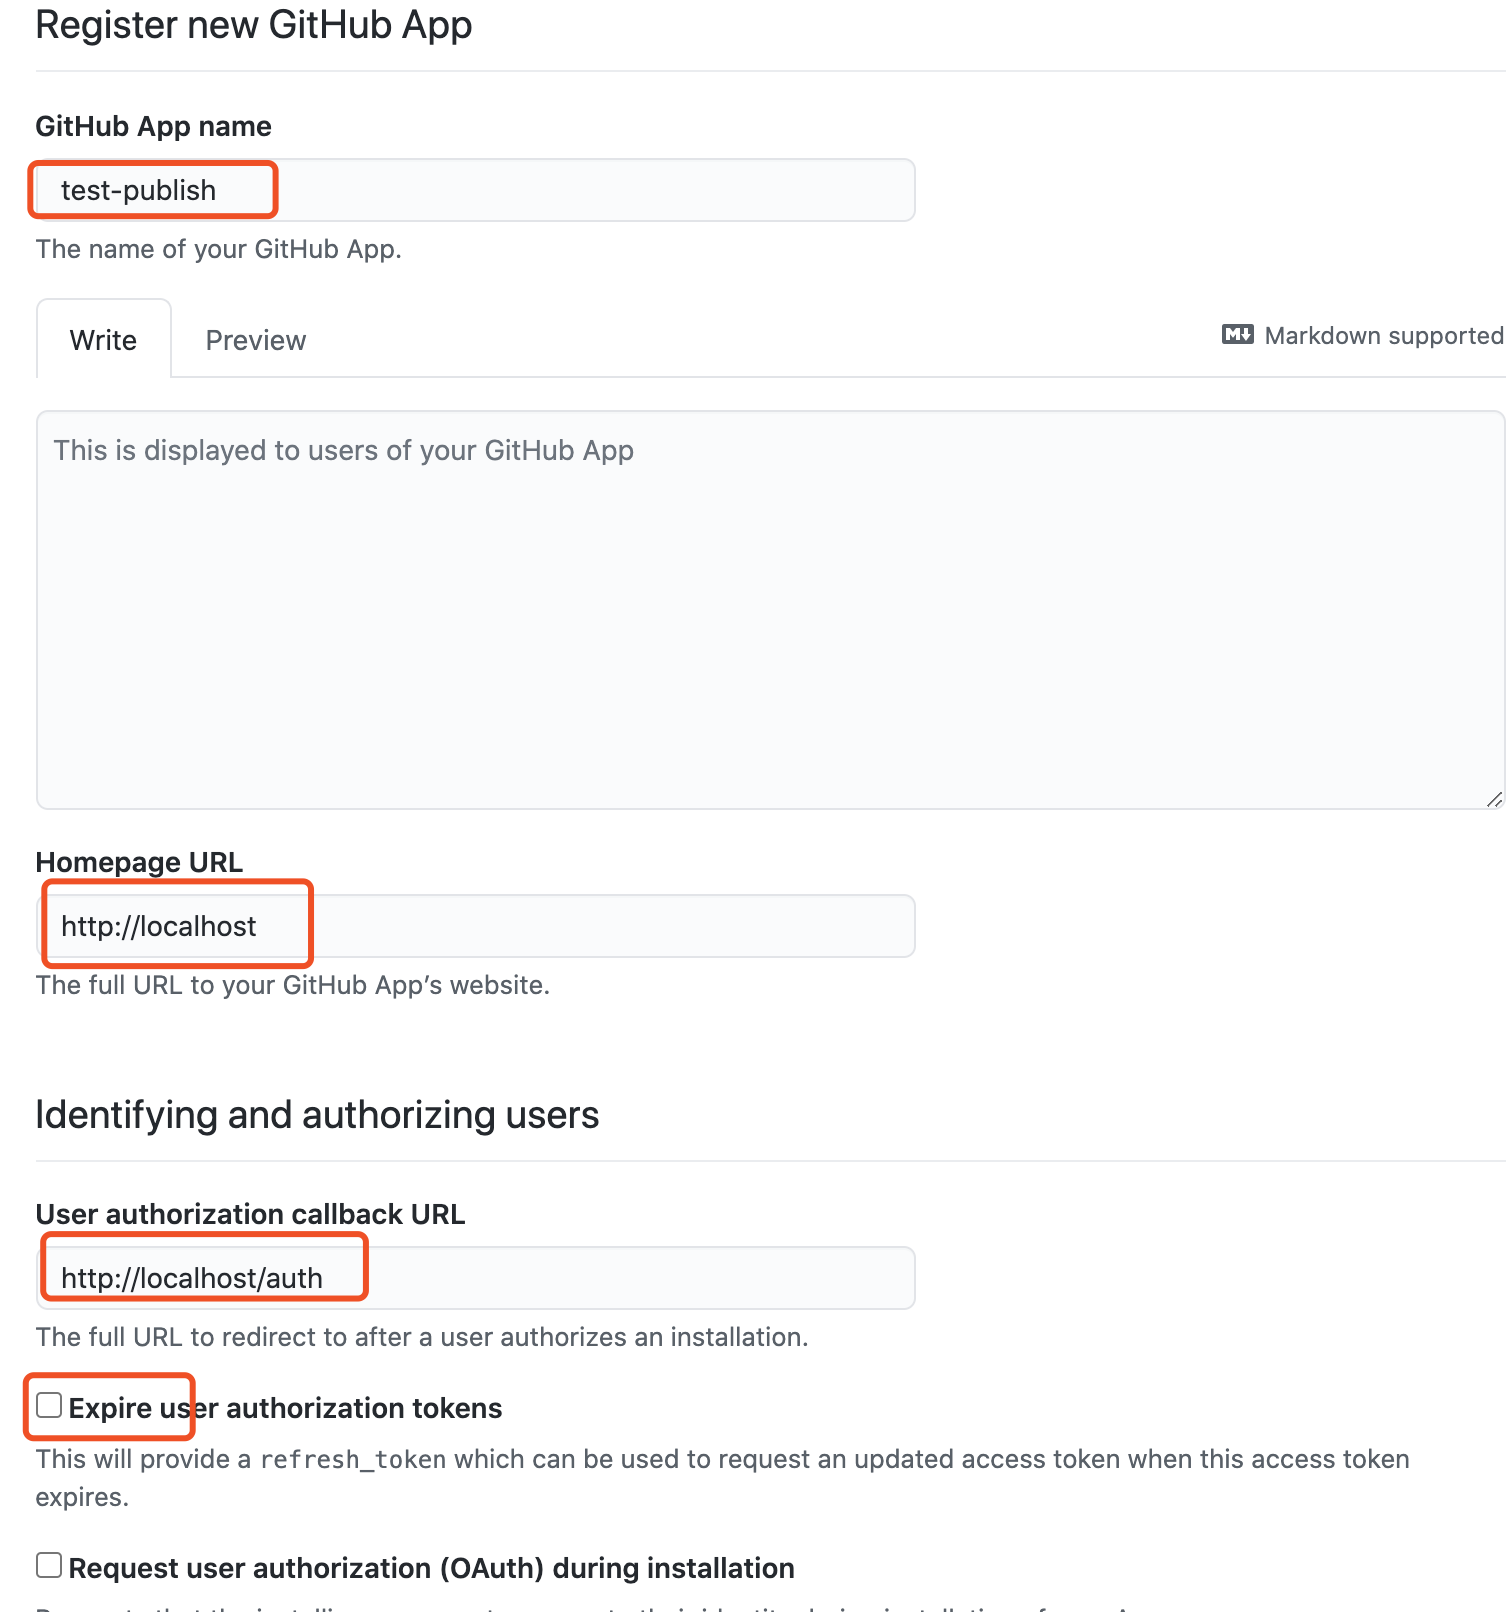 Register new GitHub App
GitHub App name
test-publish
The name of your GitHub App.
Write Preview Markdown supported
This is displayed to users of your GitHub App
Homepage URL
http://localhost
The full URL to your GitHub App’s website.
Identifying and authorizing users
User authorization callback URL
http://localhost/auth
The full URL to redirect to after a user authorizes an installation.
Expire user authorization tokens
This will provide a refresh_token which can be used to request an updated access token when this access token
expires.
Request user authorization (OAuth) during installation